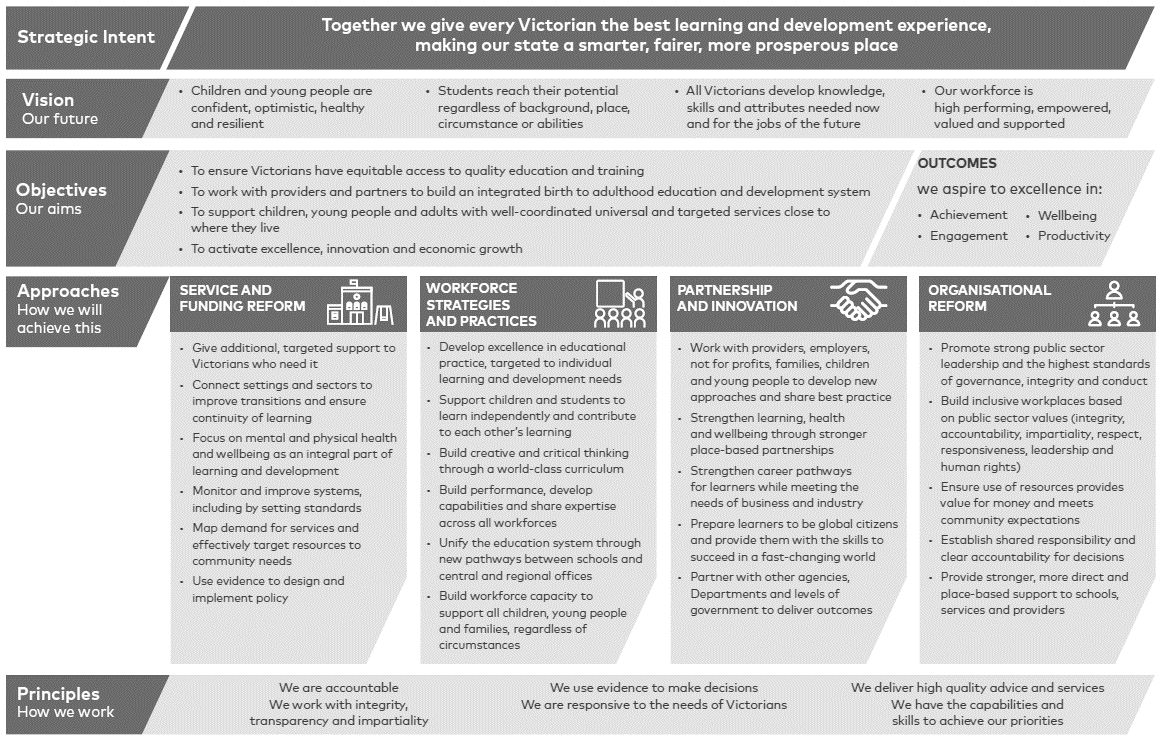 Strategic Intent
Together we give every Victorian the best learning and development experience,
making our state a smarter, fairer, more prosperous place
Vision
Our future
• Children and young people are
confident, optimistic, healthy
and resilient
• Students reach their potential
regardless of background, place,
circumstance or abilities
• All Victorians develop knowledge,
skills and attributes needed now
and for the jobs of the future
• Our workforce is
high performing, empowered,
valued and supported
Objectives
Our aims
• To ensure Victorians have equitable access to quality education and training
• To work with providers and partners to build an integrated birth to adulthood education and development system
• To support children, young people and adults with well-coordinated universal and targeted services close to
where they live
• To activate excellence, innovation and economic growth
OUTCOMES
we aspire to excellence in:
• Achievement
• Wellbeing
• Engagement
• Productivity
Approaches
How we will
achieve this
SERVICE AND
FUNDING REFORM
• Give additional, targeted support to
Victorians who need it
• Connect settings and sectors to
improve transitions and ensure
continuity of learning
• Focus on mental and physical health
and wellbeing as an integral part of
learning and development
• Monitor and improve systems,
including by setting standards
• Map demand for services and
effectively target resources to
community needs
• Use evidence to design and
implement policy
WORKFORCE
STRATEGIES
AND PRACTICES
• Develop excellence in educational
practice, targeted to individual
learning and development needs
• Support children and students to
learn independently and contribute
to each other's learning
• Build creative and critical thinking
through a world-class curriculum
• Build performance, develop
capabilities and share expertise
across all workforces
• Unify the education system through
new pathways between schools and
central and regional offices
• Build workforce capacity to
support all children, young people
and families, regardless of
circumstances
PARTNERSHIP
AND INNOVATION
• Work with providers, employers,
not for profits, families, children
and young people to develop new
approaches and share best practice
• Strengthen learning, health
and wellbeing through stronger
place-based partnerships
• Strengthen career pathways
for learners while meeting the
needs of business and industry
• Prepare learners to be global citizens
and provide them with the skills to
succeed in a fast-changing world
• Partner with other agencies,
Departments and levels of
government to deliver outcomes
ORGANISATIONAL
REFORM
• Promote strong public sector
leadership and the highest standards
of governance, integrity and conduct
• Build inclusive workplaces based
on public sector values (integrity,
accountability, impartiality, respect,
responsiveness, leadership and
human rights)
• Ensure use of resources provides
value for money and meets
community expectations
• Establish shared responsibility and
clear accountability for decisions
• Provide stronger, more direct and
place-based support to schools,
services and providers
Principles
How we work
We are accountable
We work with integrity,
transparency and impartiality
We use evidence to make decisions
We are responsive to the needs of Victorians
We deliver high quality advice and services
We have the capabilities and
skills to achieve our priorities